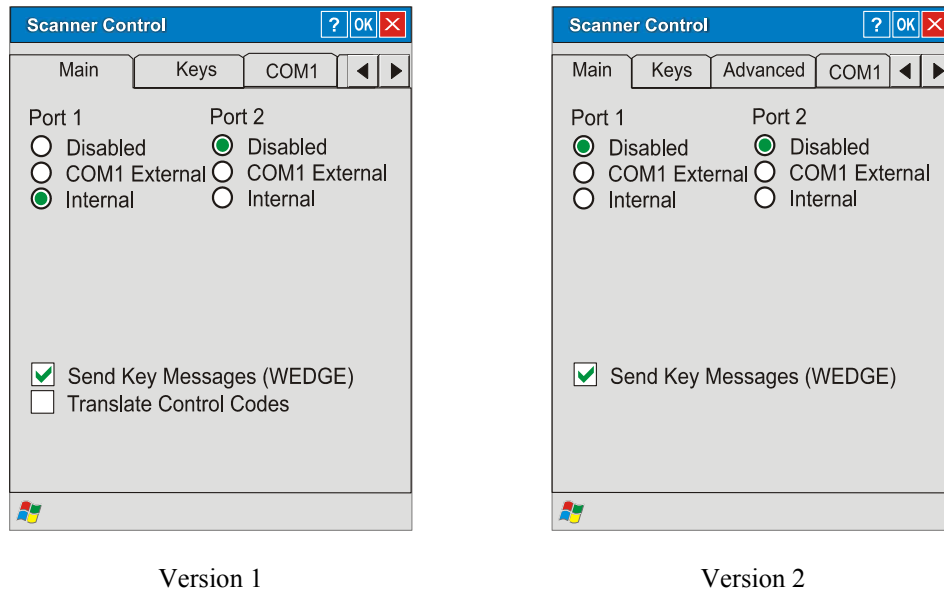 Scanner Control ? OK
Main Keys COM1
Port 1 Port 2
Disabled Disabled
COM1 External COM1 External
Internal Internal
Send Key Messages (WEDGE)
Translate Control Codes
Version 1
Scanner Control ? OK
Main Keys Advanced COM1
Port 1 Port 2
Disabled Disabled
COM1 External COM1 External
Internal Internal
Send Key Messages (WEDGE)
Version 2